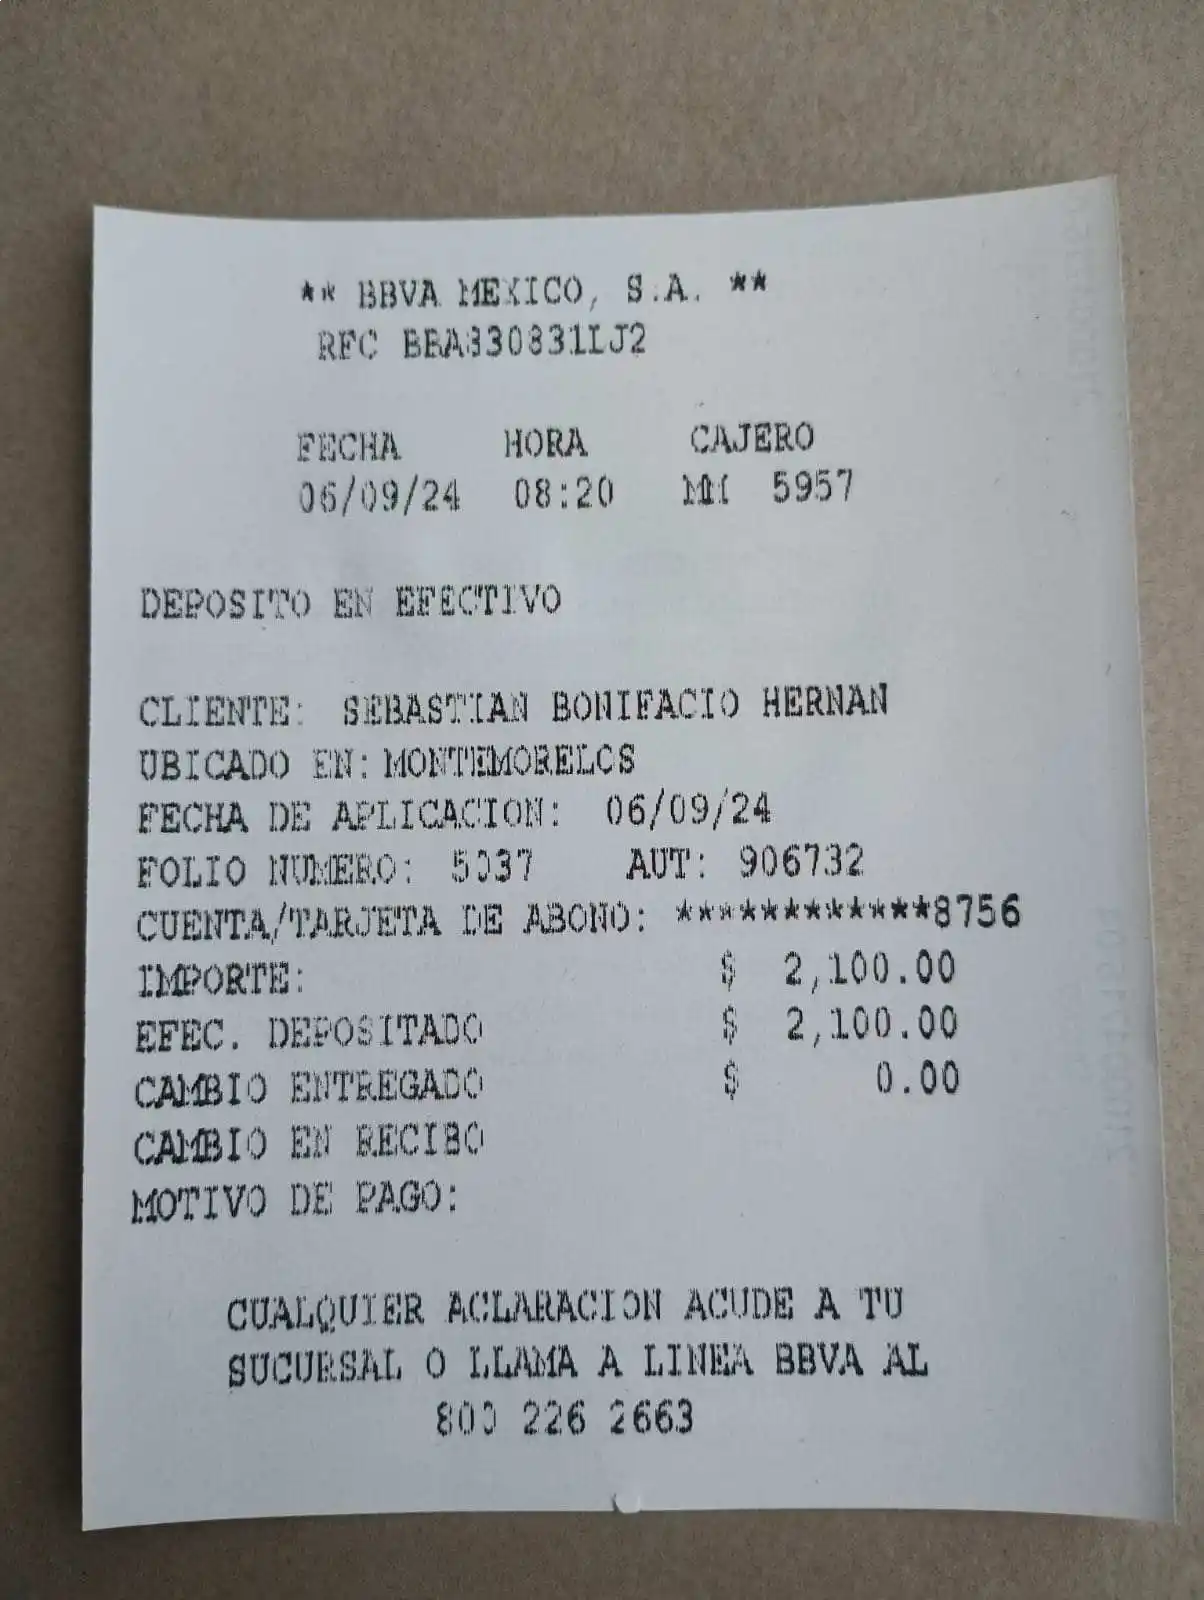 ** BBVA MEXICO, S.A. **
RFC BBA830831LJ2
FECHA HORA CAJERO
06/09/24 08:20 MM 5957
DEPOSITO EN EFECTIVO
CLIENTE: SEBASTIAN BONIFACIO HERNAN
UBICADO EN: MONTEMORELOS
FECHA DE APLICACION: 06/09/24
FOLIO NUMERO: 5037 AUT: 906732
CUENTA/TARJETA DE ABONO: ************8756
IMPORTE: $ 2,100.00
EFEC. DEPOSITADO $ 2,100.00
CAMBIO ENTREGADO $ 0.00
CAMBIO EN RECIBO
MOTIVO DE PAGO:
CUALQUIER ACLARACION ACUDE A TU
SUCURSAL O LLAMA A LINEA BBVA AL
800 226 2663